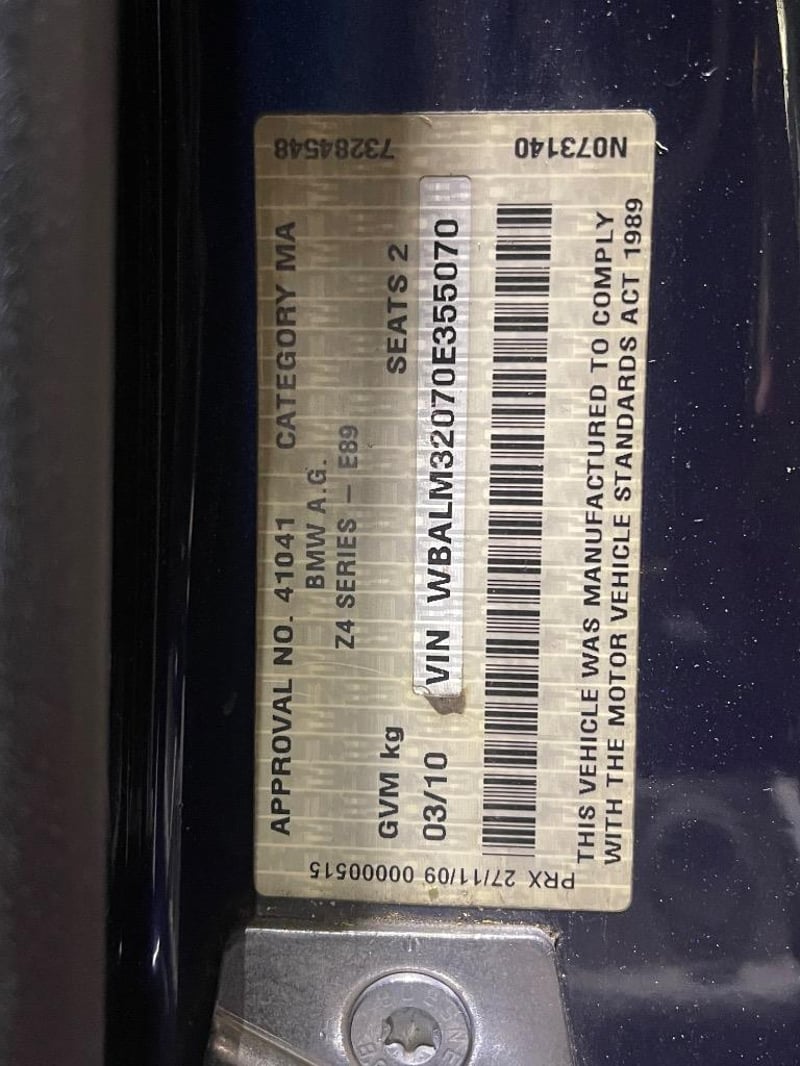 APPROVAL NO. 41041 CATEGORY MA
BMW A.G.
Z4 SERIES – E89
GVM kg SEATS 2
03/10 VIN WBALM32070E355070
THIS VEHICLE WAS MANUFACTURED TO COMPLY
WITH THE MOTOR VEHICLE STANDARDS ACT 1989
73284548
N073140
PRX 27/11/09 00000515